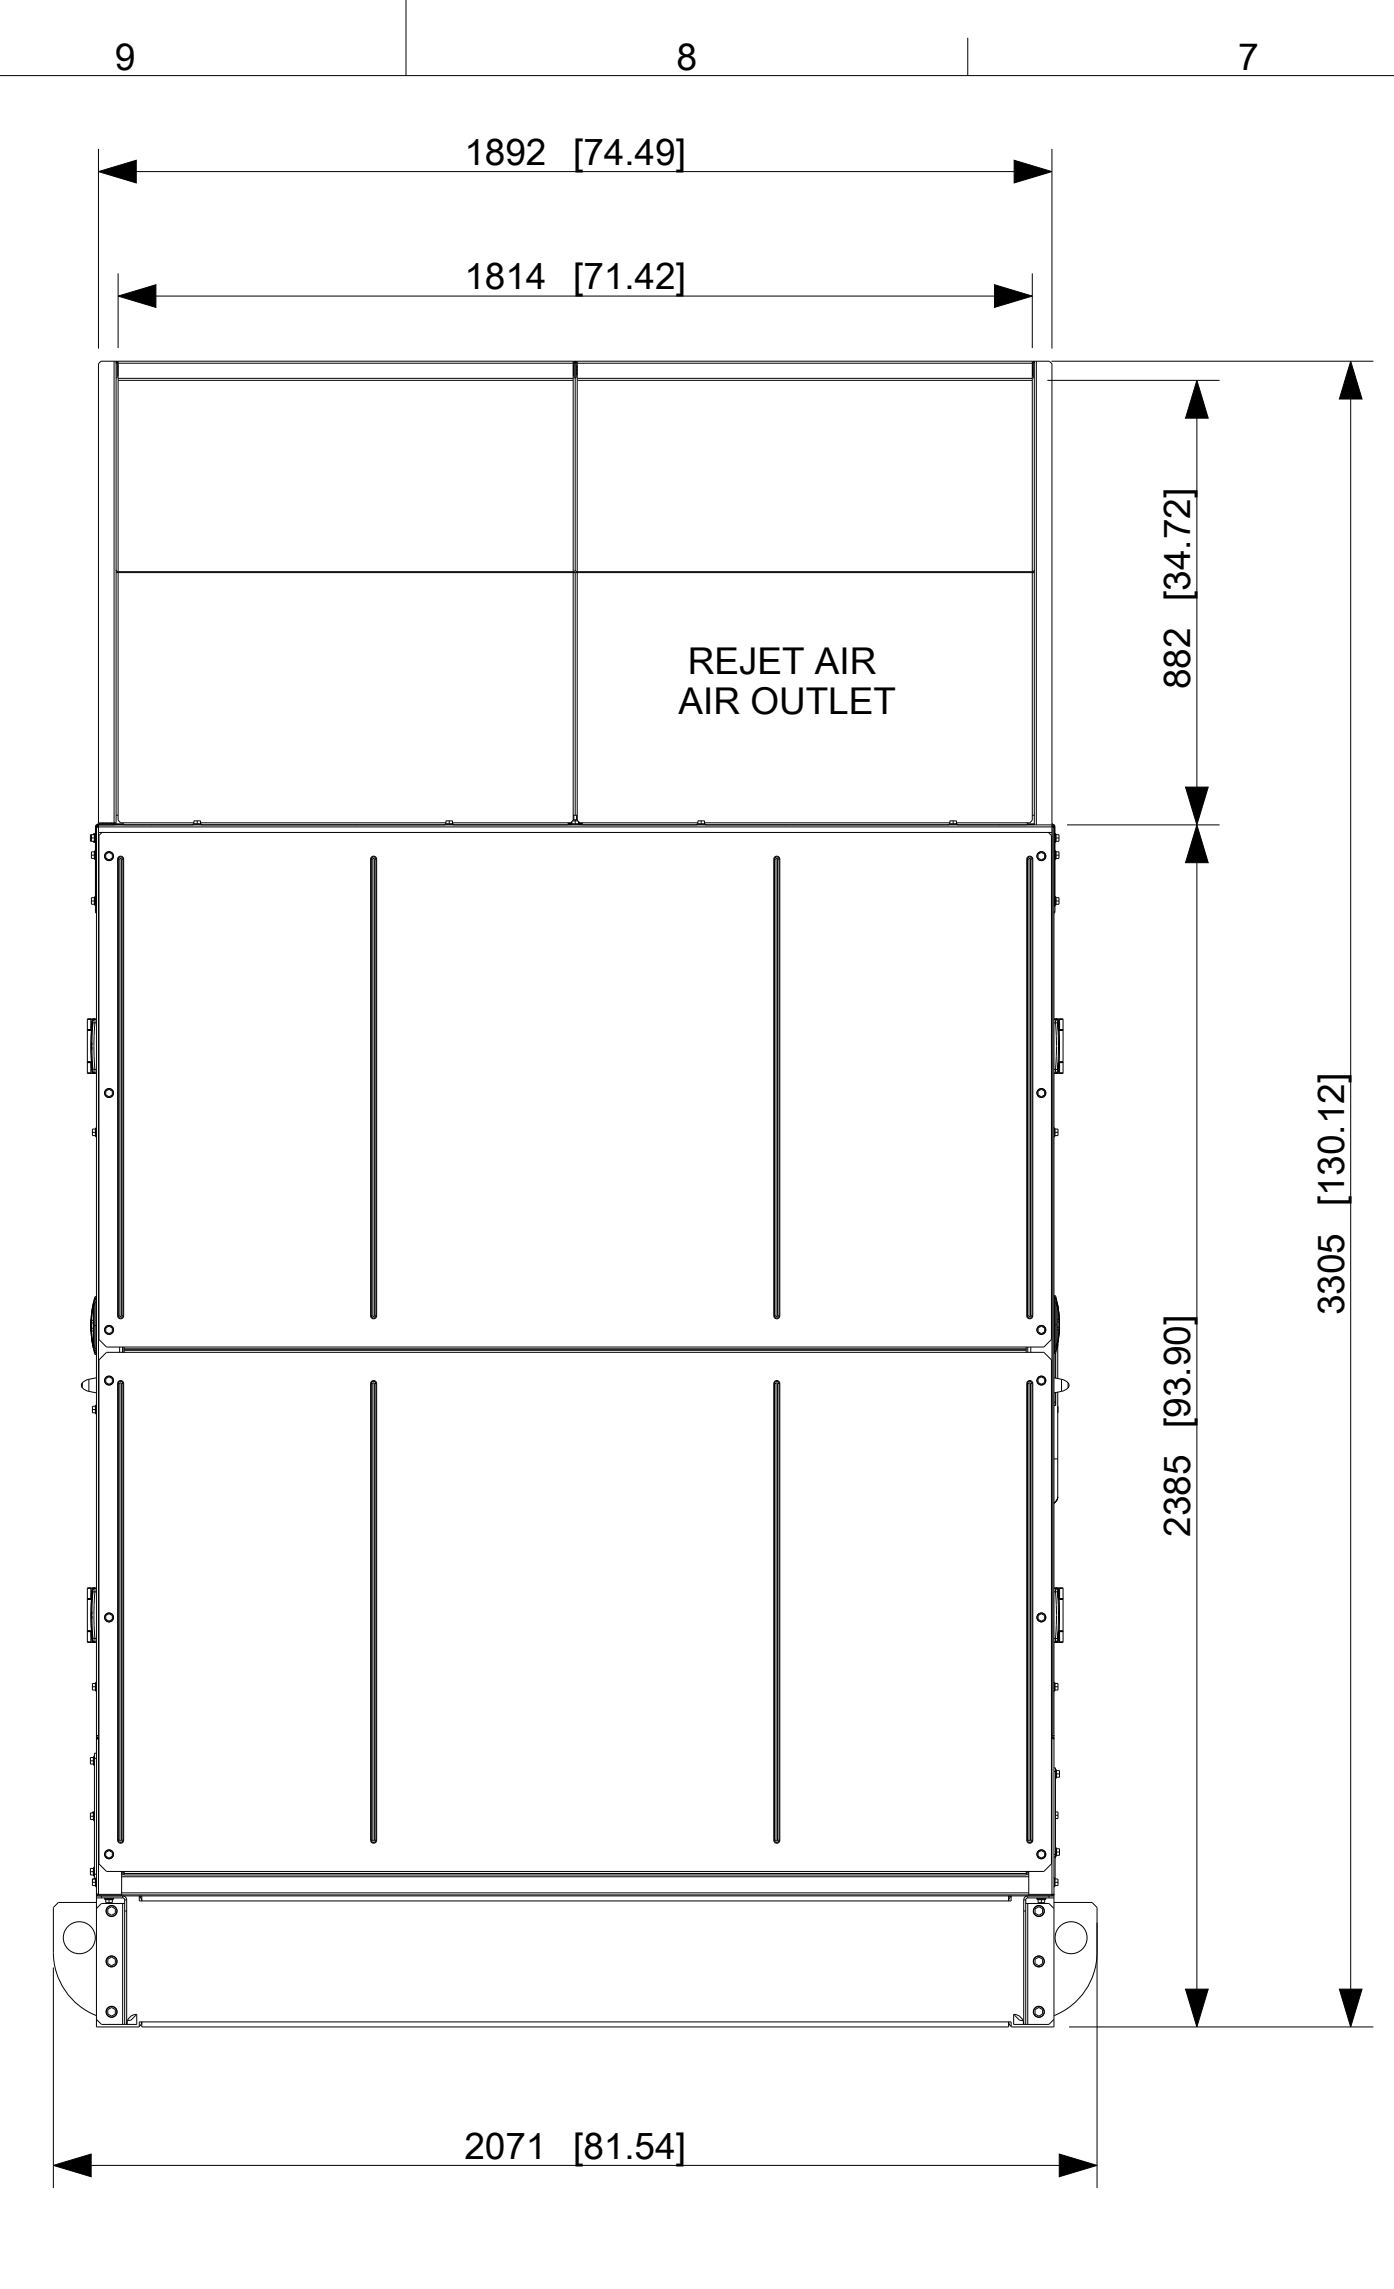 9 8 7
1892 [74.49]
1814 [71.42]
882 [34.72]
REJET AIR
AIR OUTLET
3305 [130.12]
2385 [93.90]
2071 [81.54]